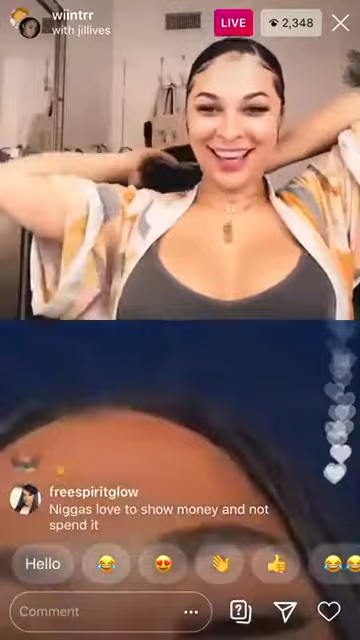 wiintrr
with jillives
LIVE
2,348
freespiritglow
Niggas love to show money and not
spend it
Hello
Comment